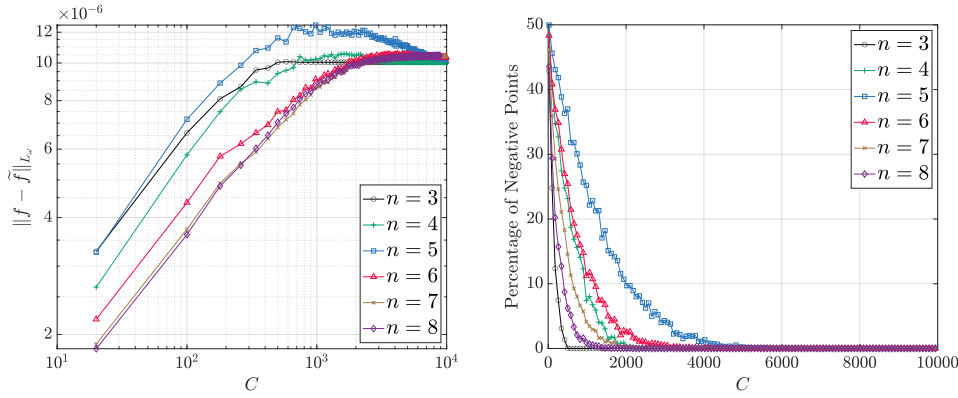 ×10⁻⁶
12
10
8
6
4
2
10¹ 10² 10³ 10⁴
C
‖f − f̃‖_{L_ω}
n = 3
n = 4
n = 5
n = 6
n = 7
n = 8
50
40
30
20
10
0
0 2000 4000 6000 8000 10000
C
Percentage of Negative Points
n = 3
n = 4
n = 5
n = 6
n = 7
n = 8